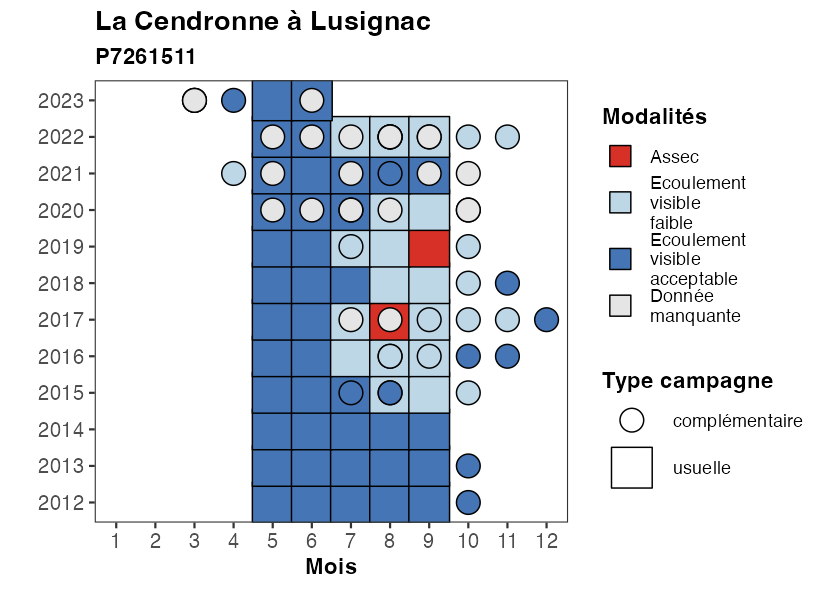 La Cendronne à Lusignac
P7261511
2023
2022
2021
2020
2019
2018
2017
2016
2015
2014
2013
2012
1 2 3 4 5 6 7 8 9 10 11 12
Mois
Modalités
Assec
Ecoulement
visible
faible
Ecoulement
visible
acceptable
Donnée
manquante
Type campagne
complémentaire
usuelle